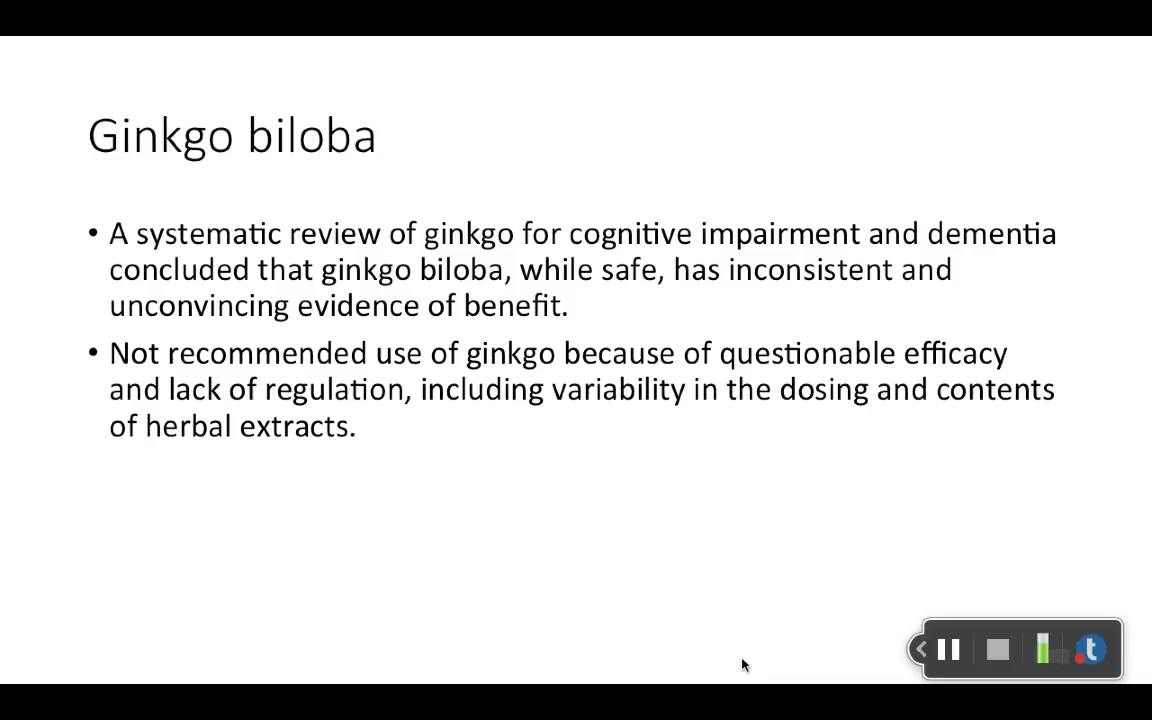 Ginkgo biloba
• A systematic review of ginkgo for cognitive impairment and dementia
concluded that ginkgo biloba, while safe, has inconsistent and
unconvincing evidence of benefit.
• Not recommended use of ginkgo because of questionable efficacy
and lack of regulation, including variability in the dosing and contents
of herbal extracts.
t